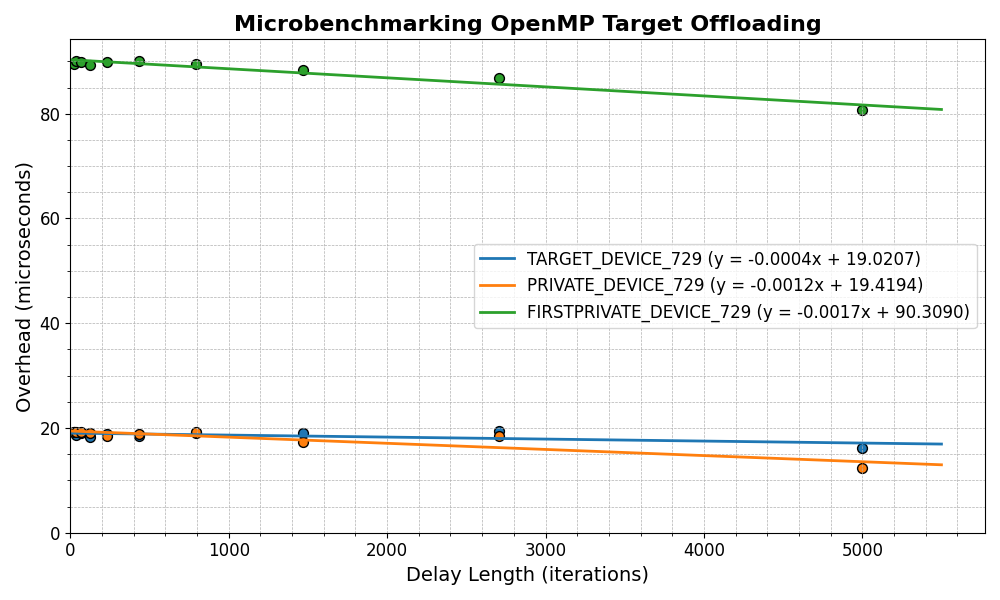 Microbenchmarking OpenMP Target Offloading
Overhead (microseconds)
80
60
40
20
0
TARGET_DEVICE_729 (y = -0.0004x + 19.0207)
PRIVATE_DEVICE_729 (y = -0.0012x + 19.4194)
FIRSTPRIVATE_DEVICE_729 (y = -0.0017x + 90.3090)
0 1000 2000 3000 4000 5000
Delay Length (iterations)